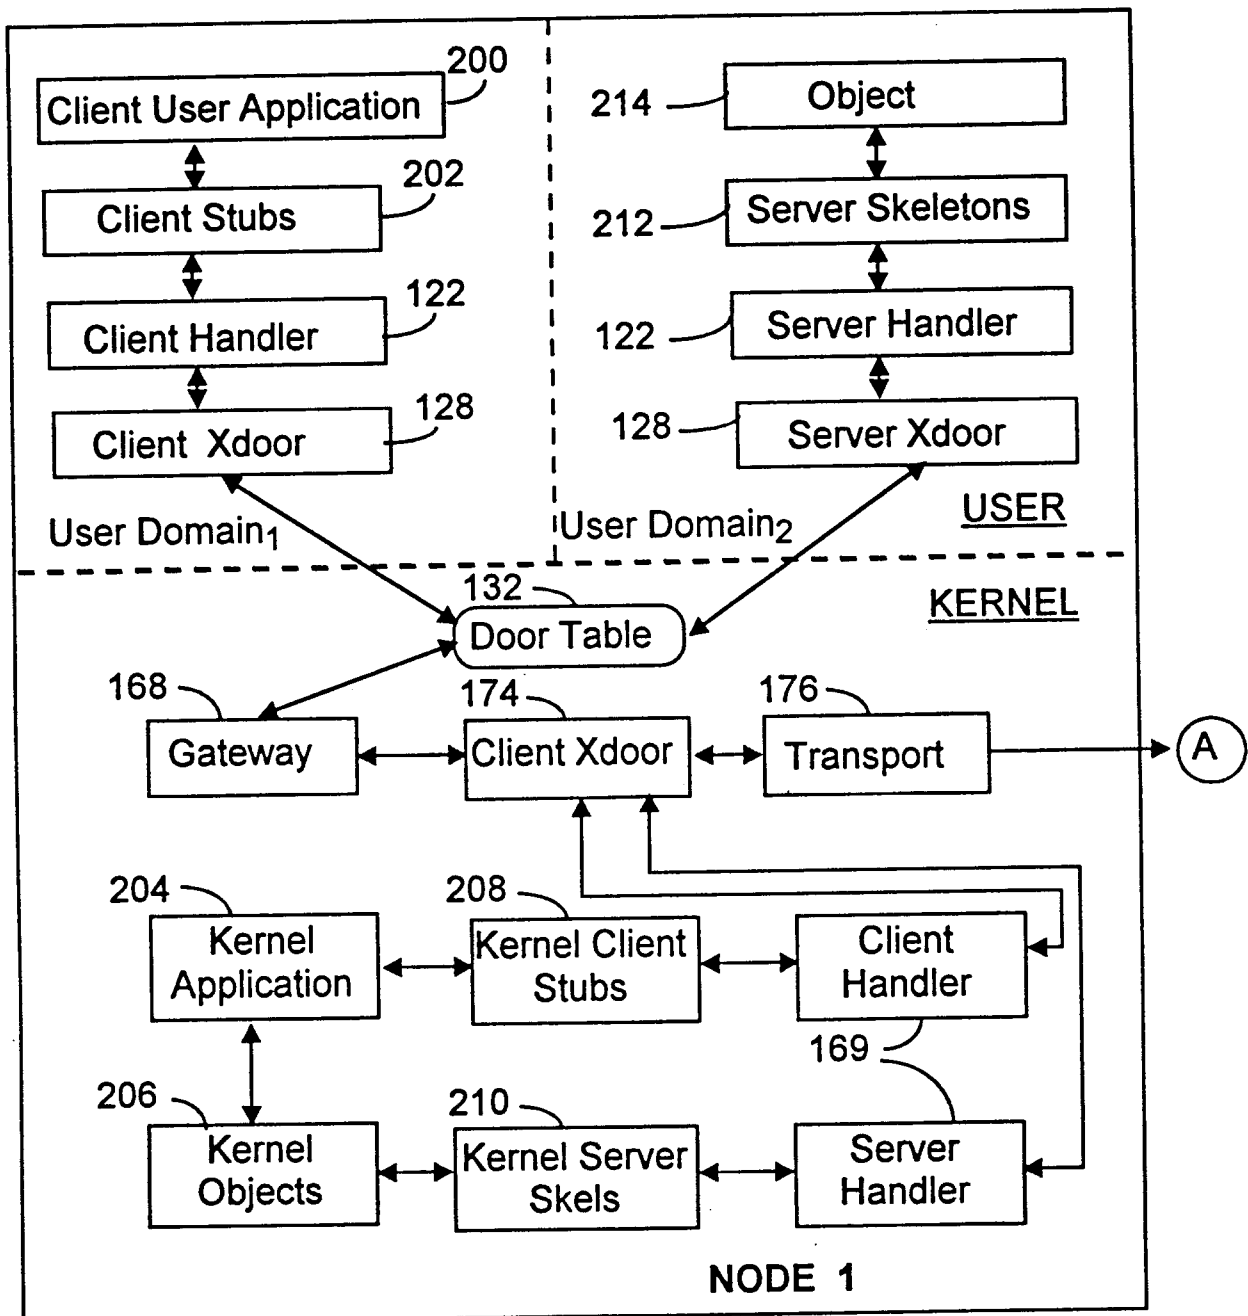 200
Client User Application
202
Client Stubs
122
Client Handler
128
Client Xdoor
User Domain1
214
Object
212
Server Skeletons
122
Server Handler
128
Server Xdoor
USER
User Domain2
132
Door Table
KERNEL
168
Gateway
174
Client Xdoor
176
Transport
A
204
Kernel
Application
208
Kernel Client
Stubs
Client
Handler
169
206
Kernel
Objects
210
Kernel Server
Skels
Server
Handler
NODE 1